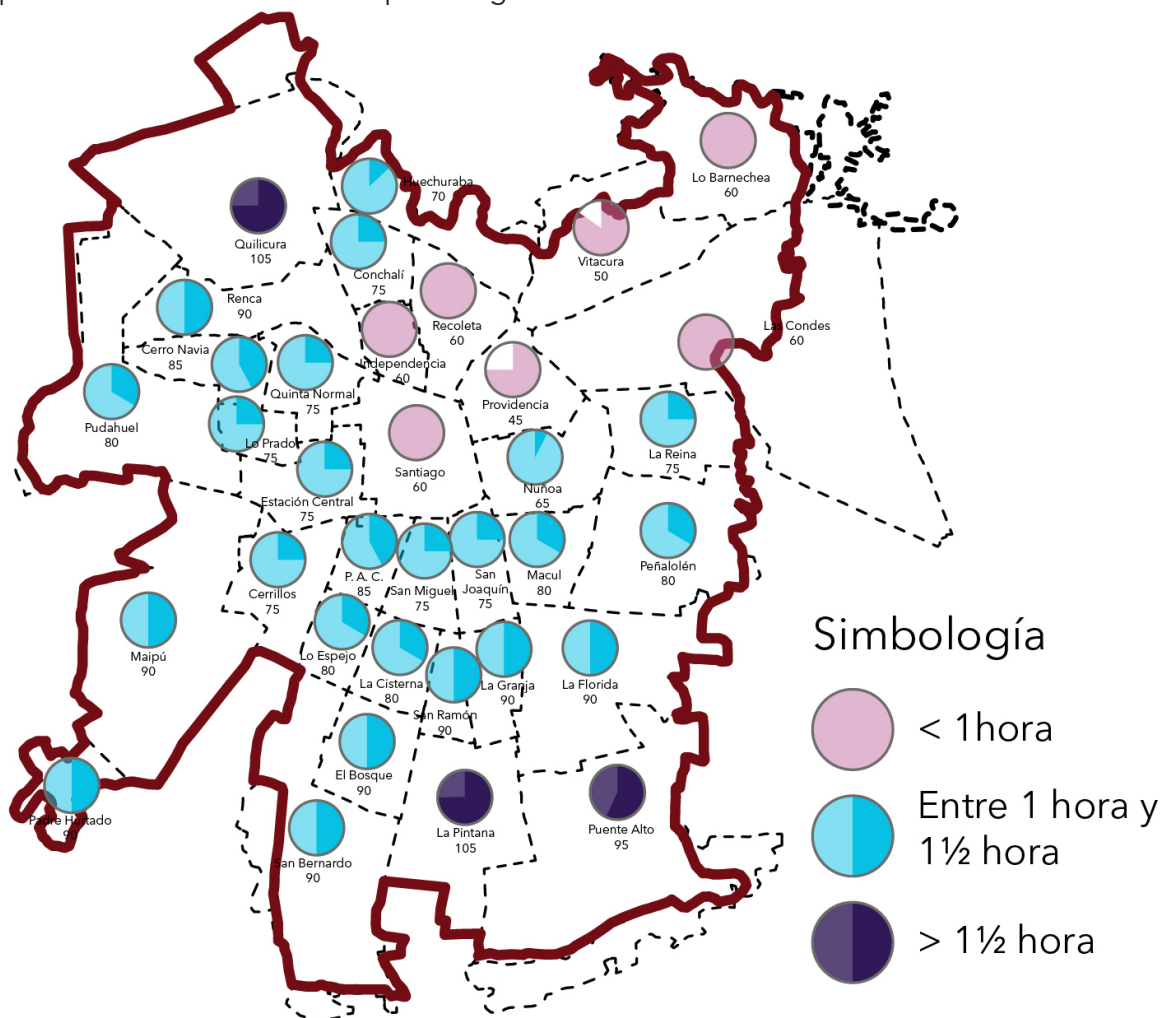 Lo Barnechea
60
Huechuraba
70
Quilicura
105
Vitacura
50
Conchalí
75
Renca
90
Recoleta
60
Las Condes
60
Cerro Navia
85
Independencia
60
Quinta Normal
75
Providencia
45
Pudahuel
80
Lo Prado
75
Santiago
60
La Reina
75
Ñuñoa
65
Estación Central
75
Peñalolén
80
P. A. C.
85
San Miguel
75
San
Joaquín
75
Macul
80
Cerrillos
75
Maipú
90
Lo Espejo
80
La Cisterna
80
San Ramón
90
La Granja
90
La Florida
90
El Bosque
90
Padre Hurtado
90
San Bernardo
90
La Pintana
105
Puente Alto
95
Simbología
< 1hora
Entre 1 hora y
1½ hora
> 1½ hora